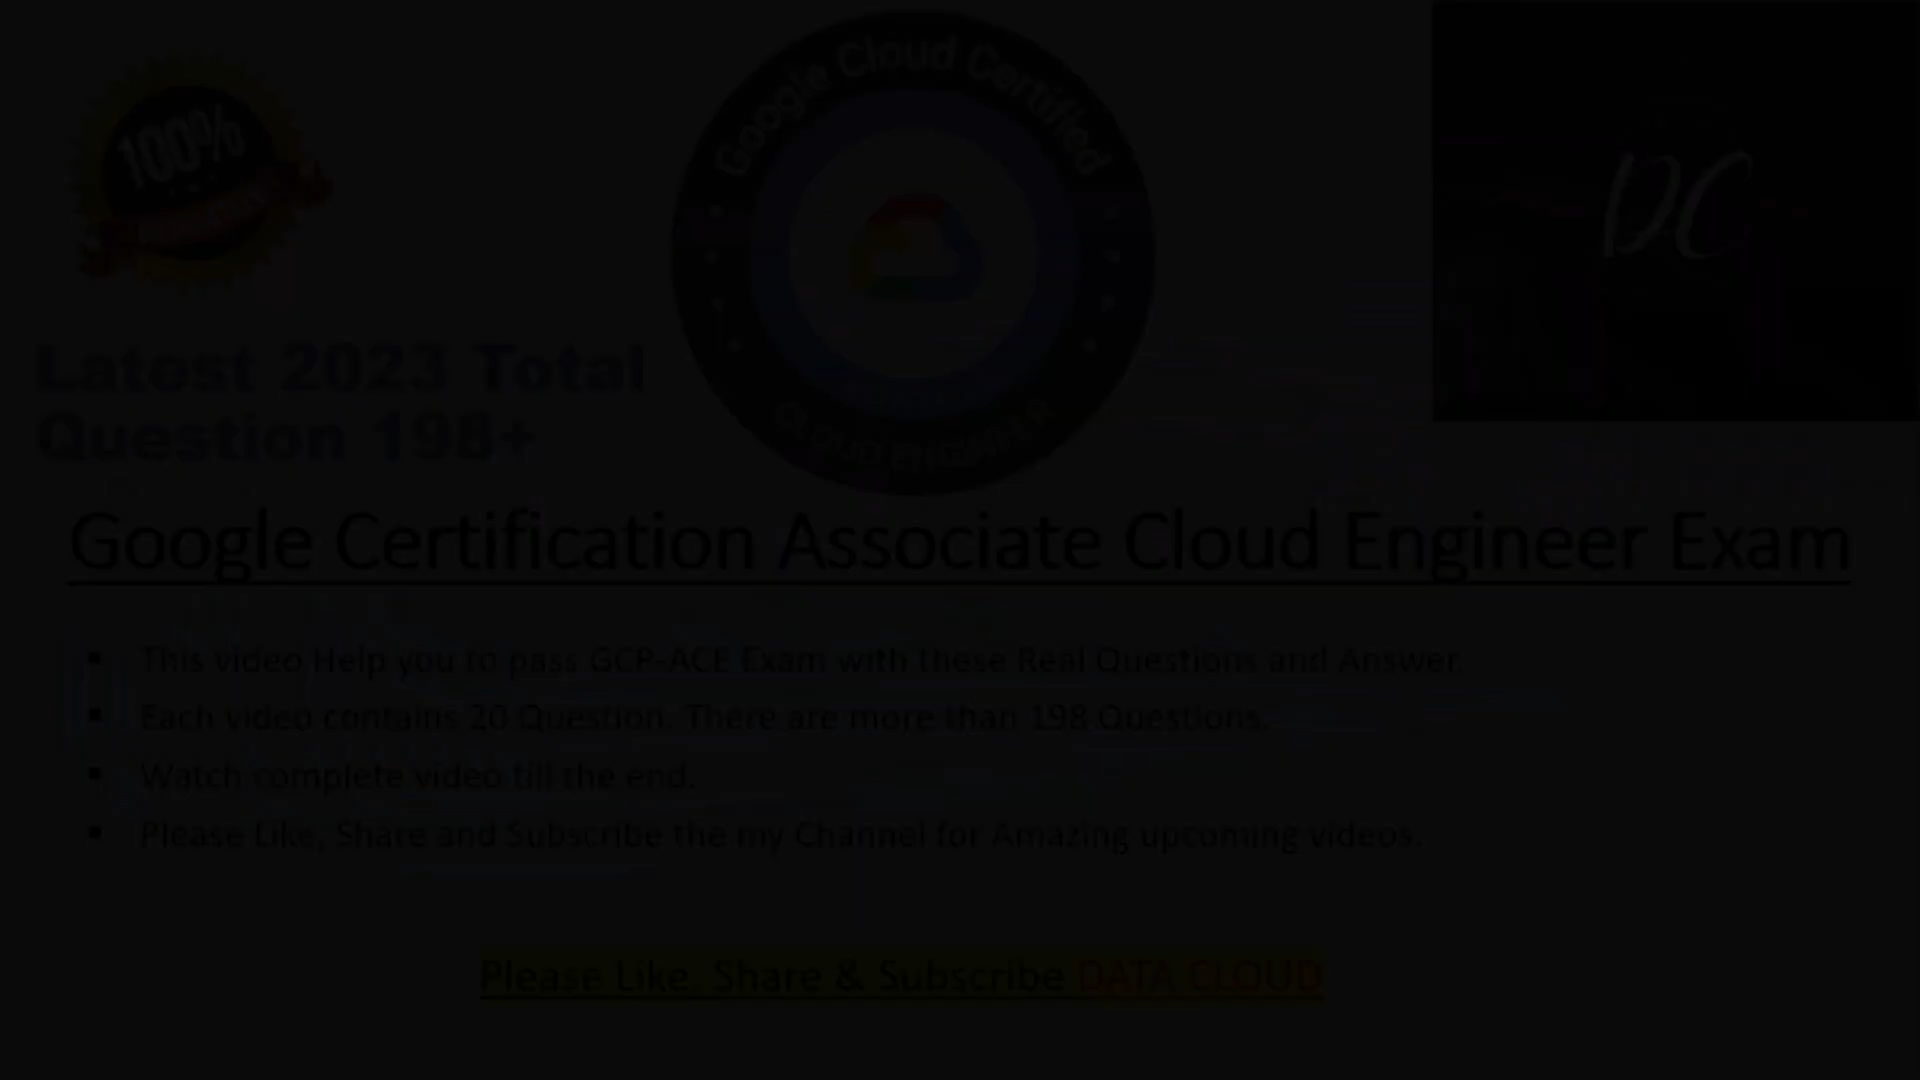 100%
Google Cloud Certified
CLOUD ENGINEER
DC
Latest 2023 Total
Question 198+
Google Certification Associate Cloud Engineer Exam
This video Help you to pass GCP-ACE Exam with these Real Questions and Answer.
Each video contains 20 Question. There are more than 198 Questions.
Watch complete video till the end.
Please Like, Share and Subscribe the my Channel for Amazing upcoming videos.
Please Like, Share & Subscribe DATA CLOUD